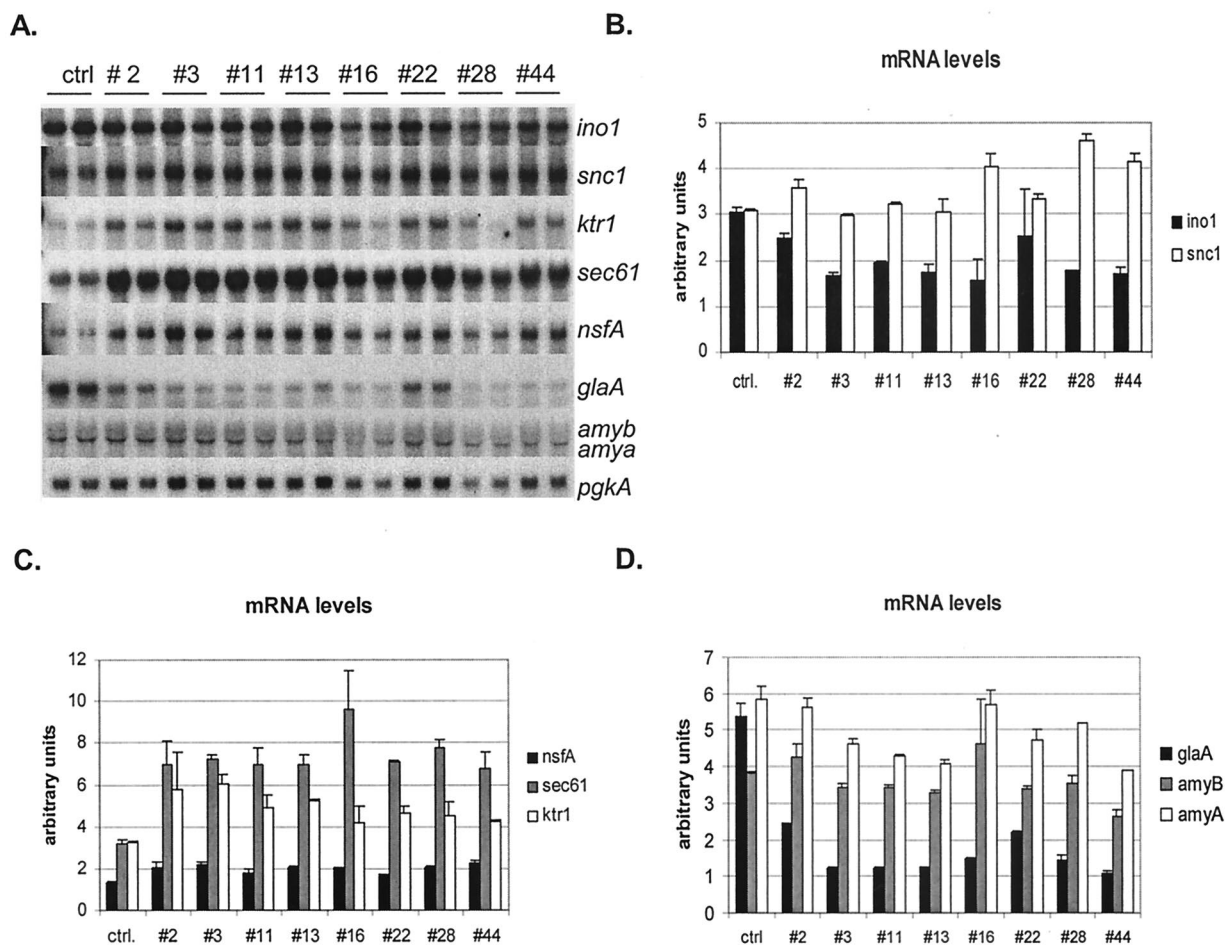 A.
ctrl # 2 #3 #11 #13 #16 #22 #28 #44
ino1
snc1
ktr1
sec61
nsfA
glaA
amyb
amya
pgkA
B.
mRNA levels
arbitrary units
5
4
3
2
1
0
ctrl. #2 #3 #11 #13 #16 #22 #28 #44
ino1
snc1
C.
mRNA levels
arbitrary units
12
10
8
6
4
2
0
ctrl. #2 #3 #11 #13 #16 #22 #28 #44
nsfA
sec61
ktr1
D.
mRNA levels
arbitrary units
7
6
5
4
3
2
1
0
ctrl #2 #3 #11 #13 #16 #22 #28 #44
glaA
amyB
amyA